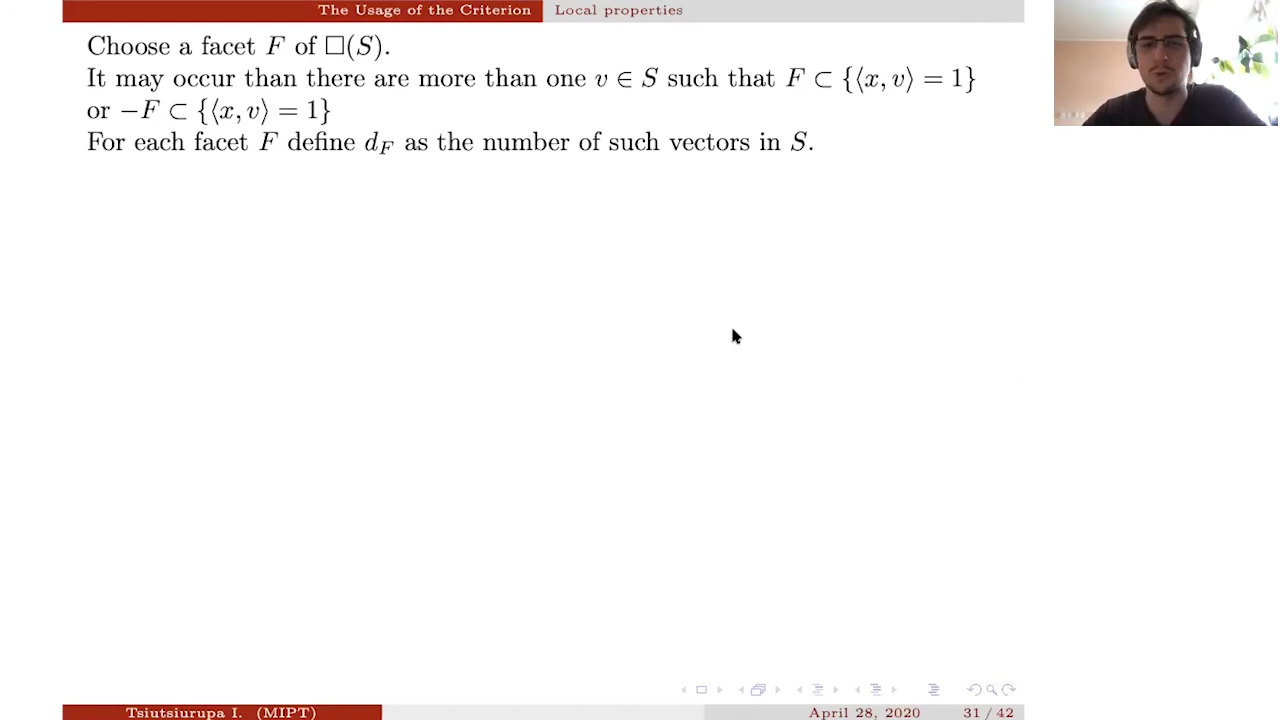 The Usage of the Criterion Local properties
Choose a facet F of □(S).
It may occur than there are more than one v ∈ S such that F ⊂ {⟨x, v⟩ = 1}
or −F ⊂ {⟨x, v⟩ = 1}
For each facet F define d_F as the number of such vectors in S.
Tsiutsiurupa I. (MIPT) April 28, 2020 31 / 42